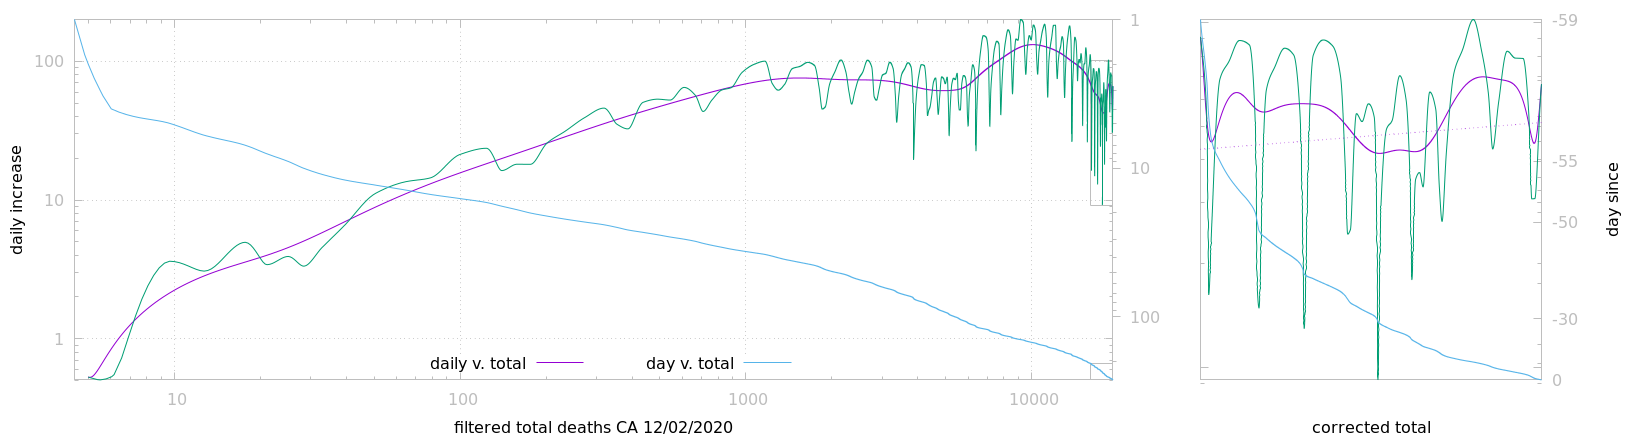 1
-59
100
daily increase
10
-55
10
-50
day since
100
-30
1
daily v. total
day v. total
0
10
100
1000
10000
filtered total deaths CA 12/02/2020
corrected total